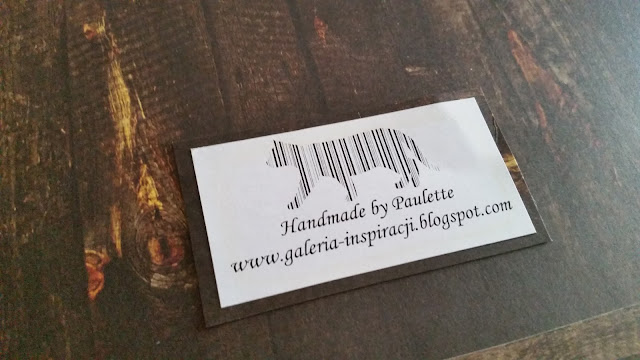 Handmade by Paulette
www.galeria-inspiracji.blogspot.com